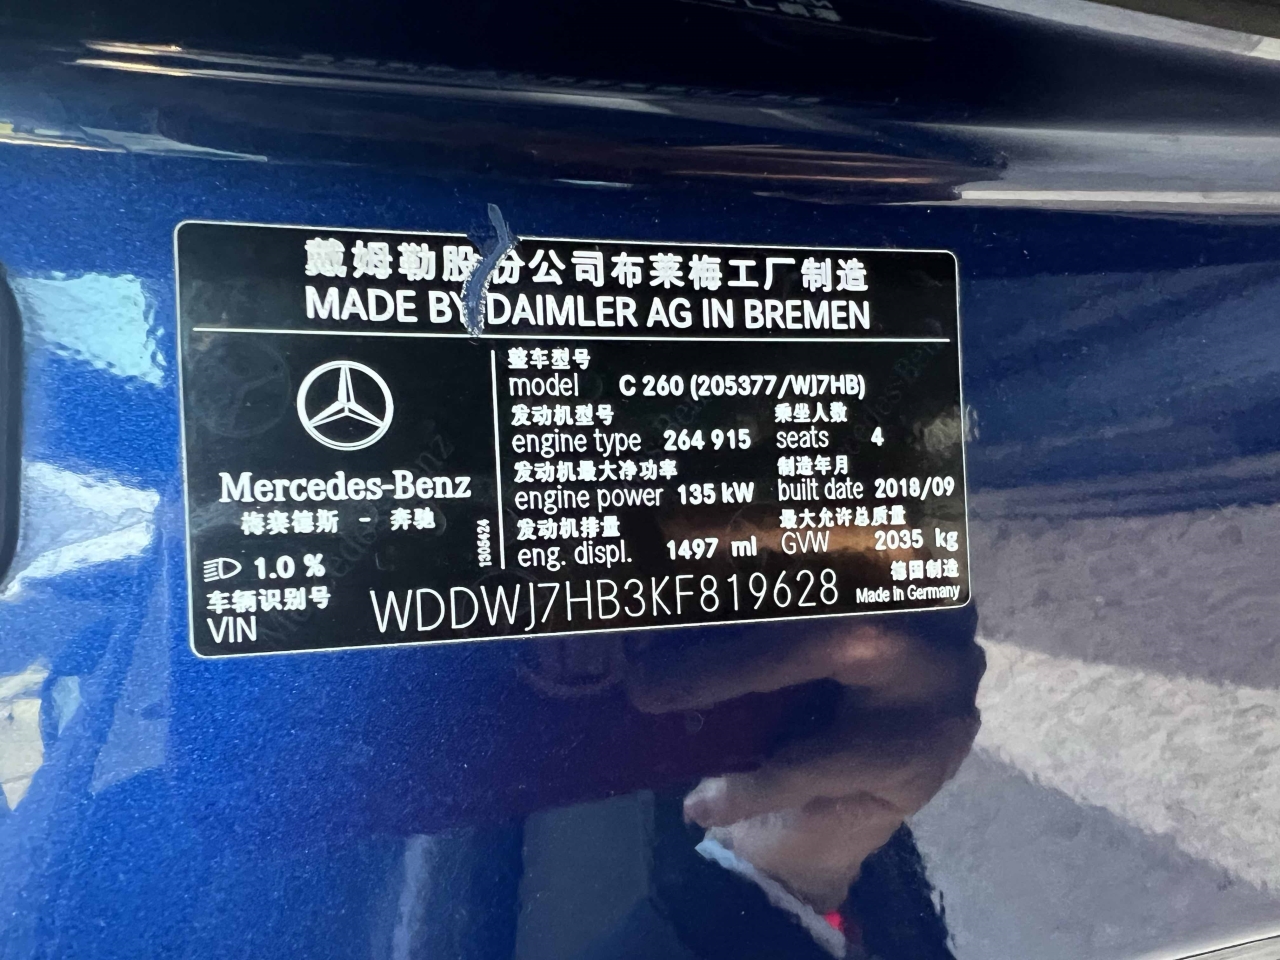 戴姆勒股份公司布莱梅工厂制造
MADE BY DAIMLER AG IN BREMEN
整车型号
model C 260 (205377/WJ7HB)
发动机型号 乘坐人数
engine type 264 915 seats 4
发动机最大净功率 制造年月
engine power 135 kW built date 2018/09
发动机排量 最大允许总质量
eng. displ. 1497 ml GVW 2035 kg
Mercedes-Benz
梅赛德斯 - 奔驰
1305424
1.0 %
德国制造
Made In Germany
车辆识别号
VIN WDDWJ7HB3KF819628